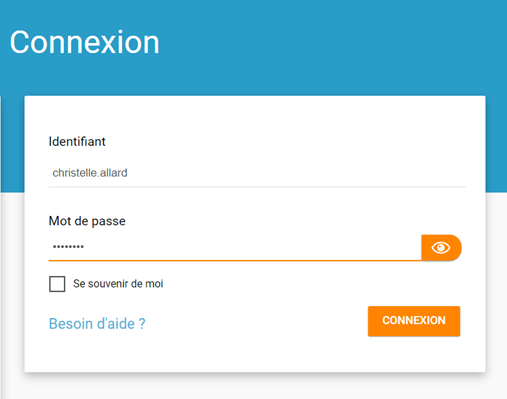 Connexion
Identifiant
christelle.allard
Mot de passe
••••••••
Se souvenir de moi
Besoin d'aide ?
CONNEXION